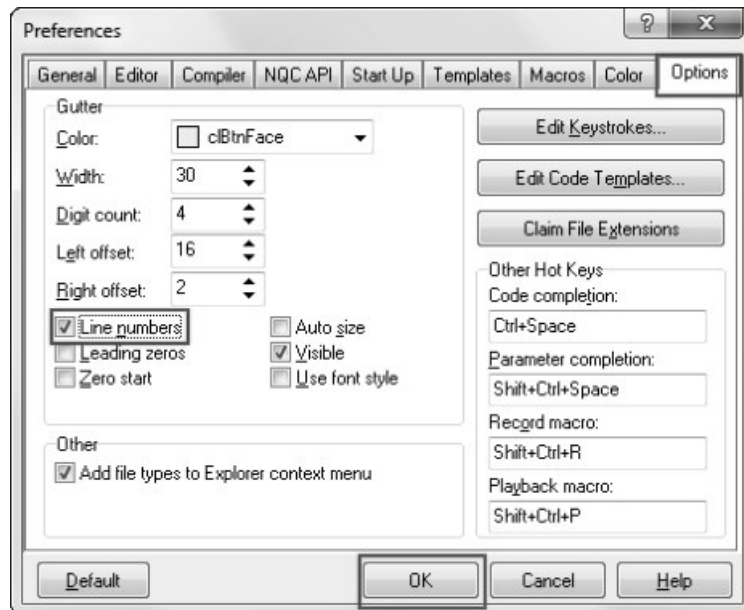 Preferences
General Editor Compiler NQC API Start Up Templates Macros Color Options
Gutter
Color: clBtnFace
Width: 30
Digit count: 4
Left offset: 16
Right offset: 2
Line numbers Auto size
Leading zeros Visible
Zero start Use font style
Other
Add file types to Explorer context menu
Edit Keystrokes...
Edit Code Templates...
Claim File Extensions
Other Hot Keys
Code completion:
Ctrl+Space
Parameter completion:
Shift+Ctrl+Space
Record macro:
Shift+Ctrl+R
Playback macro:
Shift+Ctrl+P
Default OK Cancel Help